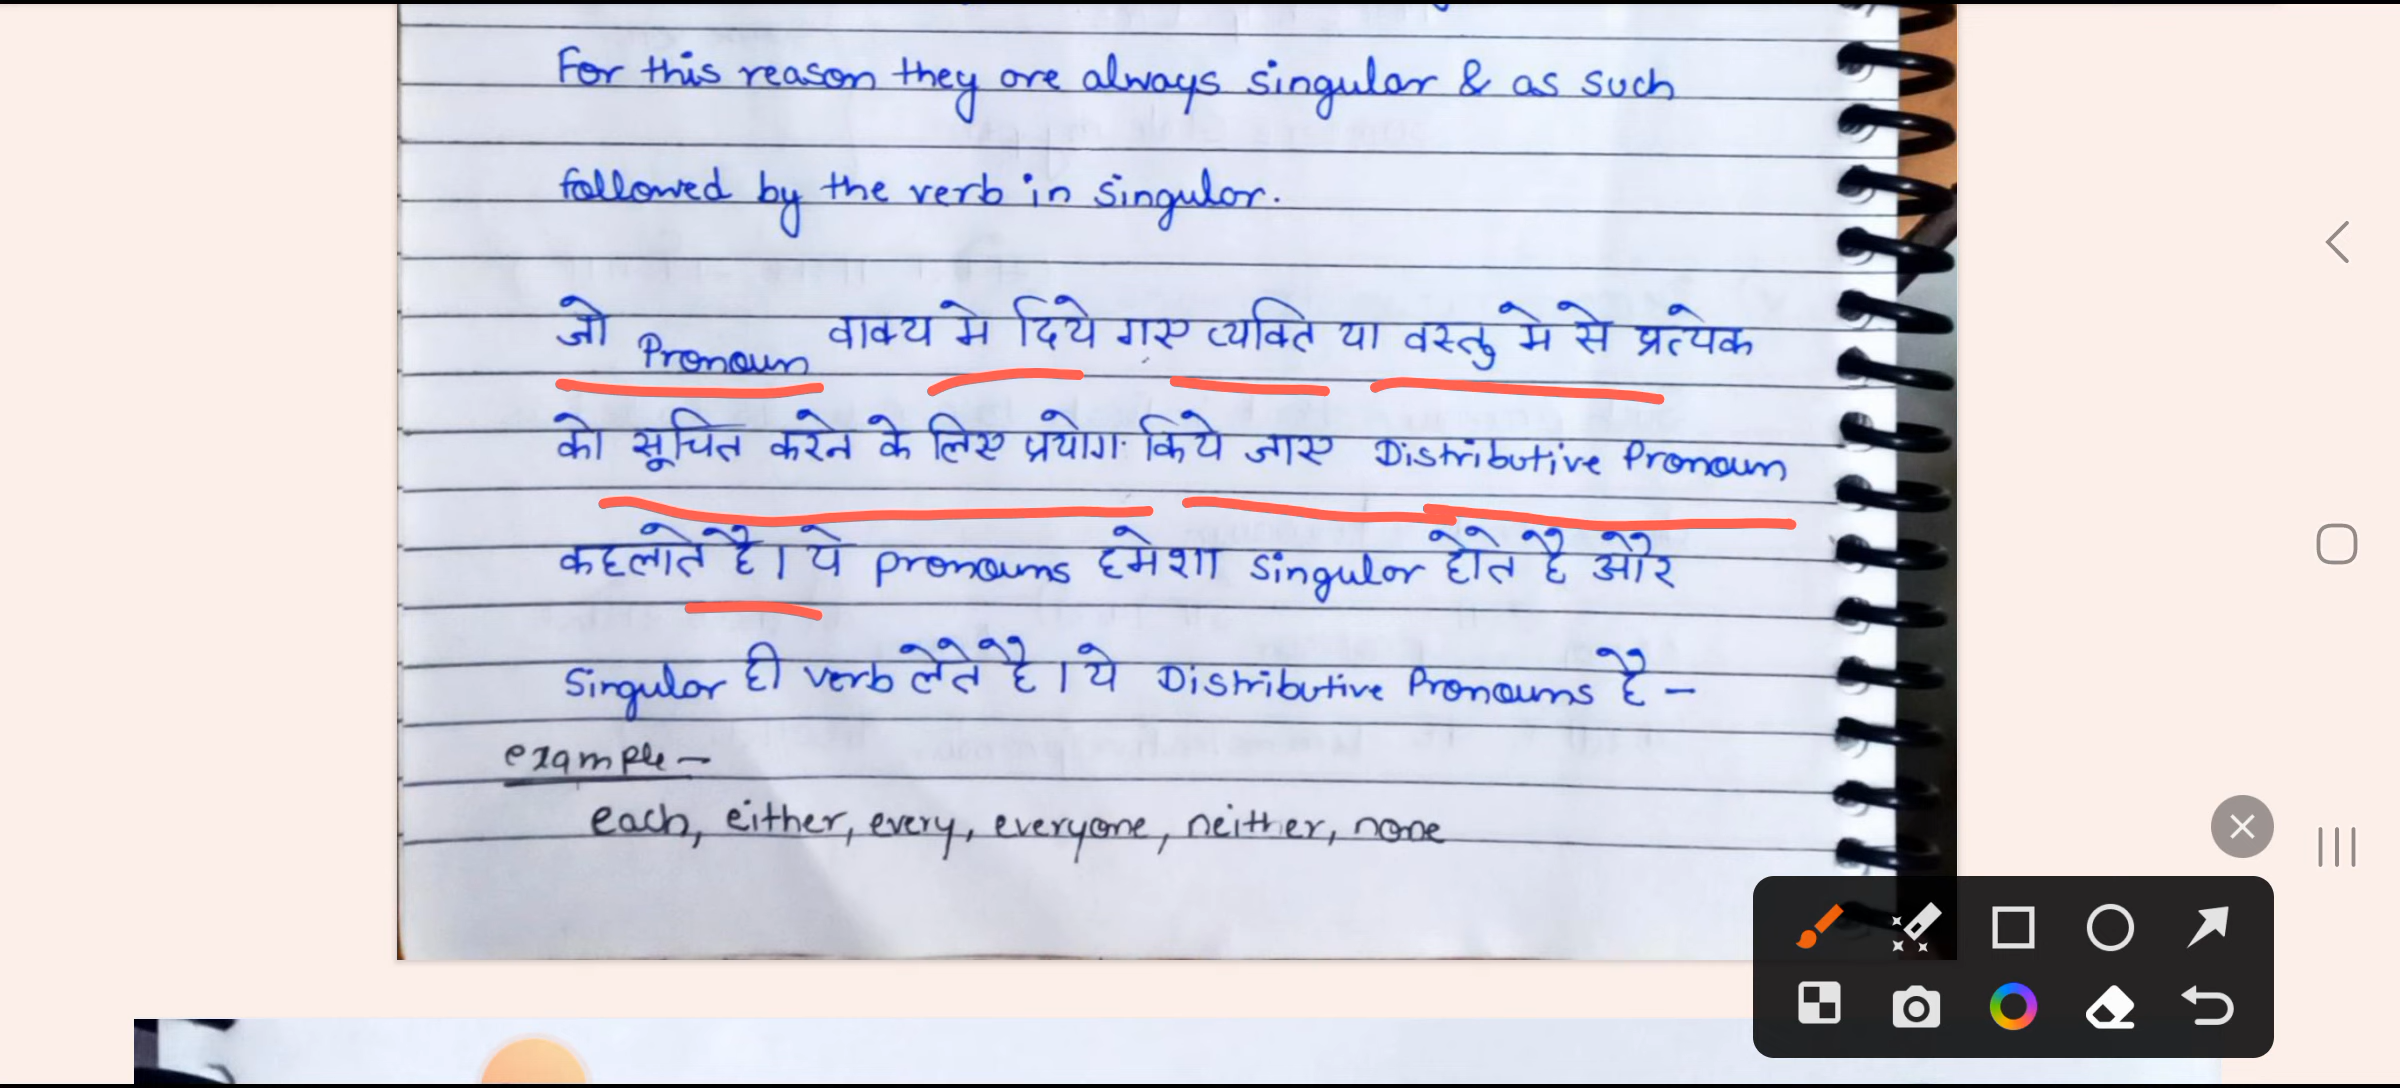 For this reason they are always singular & as such
followed by the verb in singular.
जो Pronoun वाक्य मे दिये गए व्यक्ति या वस्तु मे से प्रत्येक
को सूचित करने के लिए प्रयोग किये जाए Distributive Pronoun
कहलाते है। ये pronouns हमेशा singular होते है और
singular ही verb लेते है। ये Distributive Pronouns है -
example -
each, either, every, everyone, neither, none